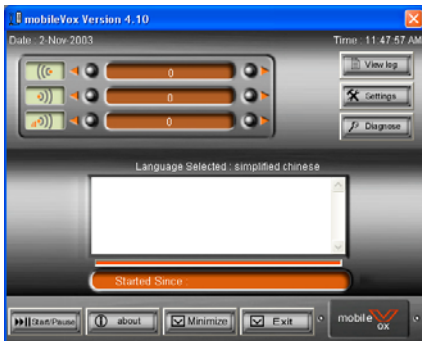 mobileVox Version 4.10
Date : 2-Nov-2003
Time : 11:47:57 AM
0
View log
0
Settings
0
Diagnose
Language Selected : simplified chinese
Started Since :
Start/Pause
about
Minimize
Exit
mobile Vox